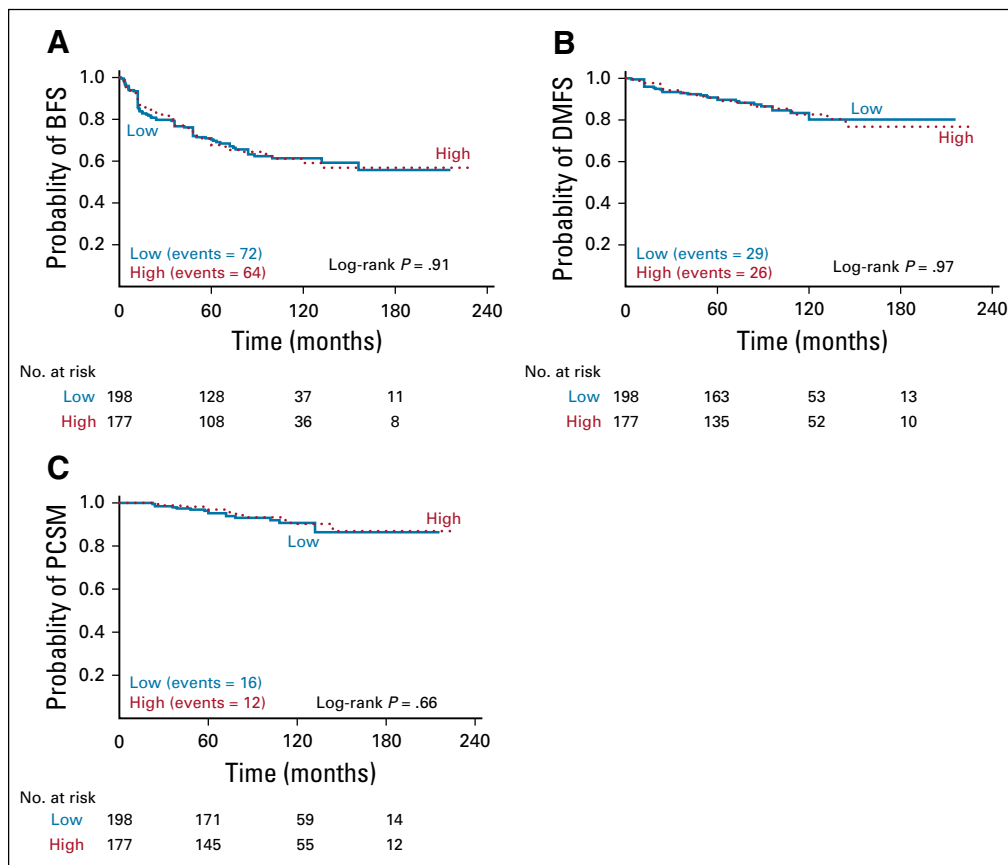 A
Probablity of BFS
1.0
0.8
0.6
0.4
0.2
Low
High
Low (events = 72)
High (events = 64)
Log-rank P = .91
0 60 120 180 240
Time (months)
No. at risk
Low 198 128 37 11
High 177 108 36 8
B
Probablity of DMFS
1.0
0.8
0.6
0.4
0.2
Low
High
Low (events = 29)
High (events = 26)
Log-rank P = .97
0 60 120 180 240
Time (months)
No. at risk
Low 198 163 53 13
High 177 135 52 10
C
Probablity of PCSM
1.0
0.8
0.6
0.4
0.2
High
Low
Low (events = 16)
High (events = 12)
Log-rank P = .66
0 60 120 180 240
Time (months)
No. at risk
Low 198 171 59 14
High 177 145 55 12